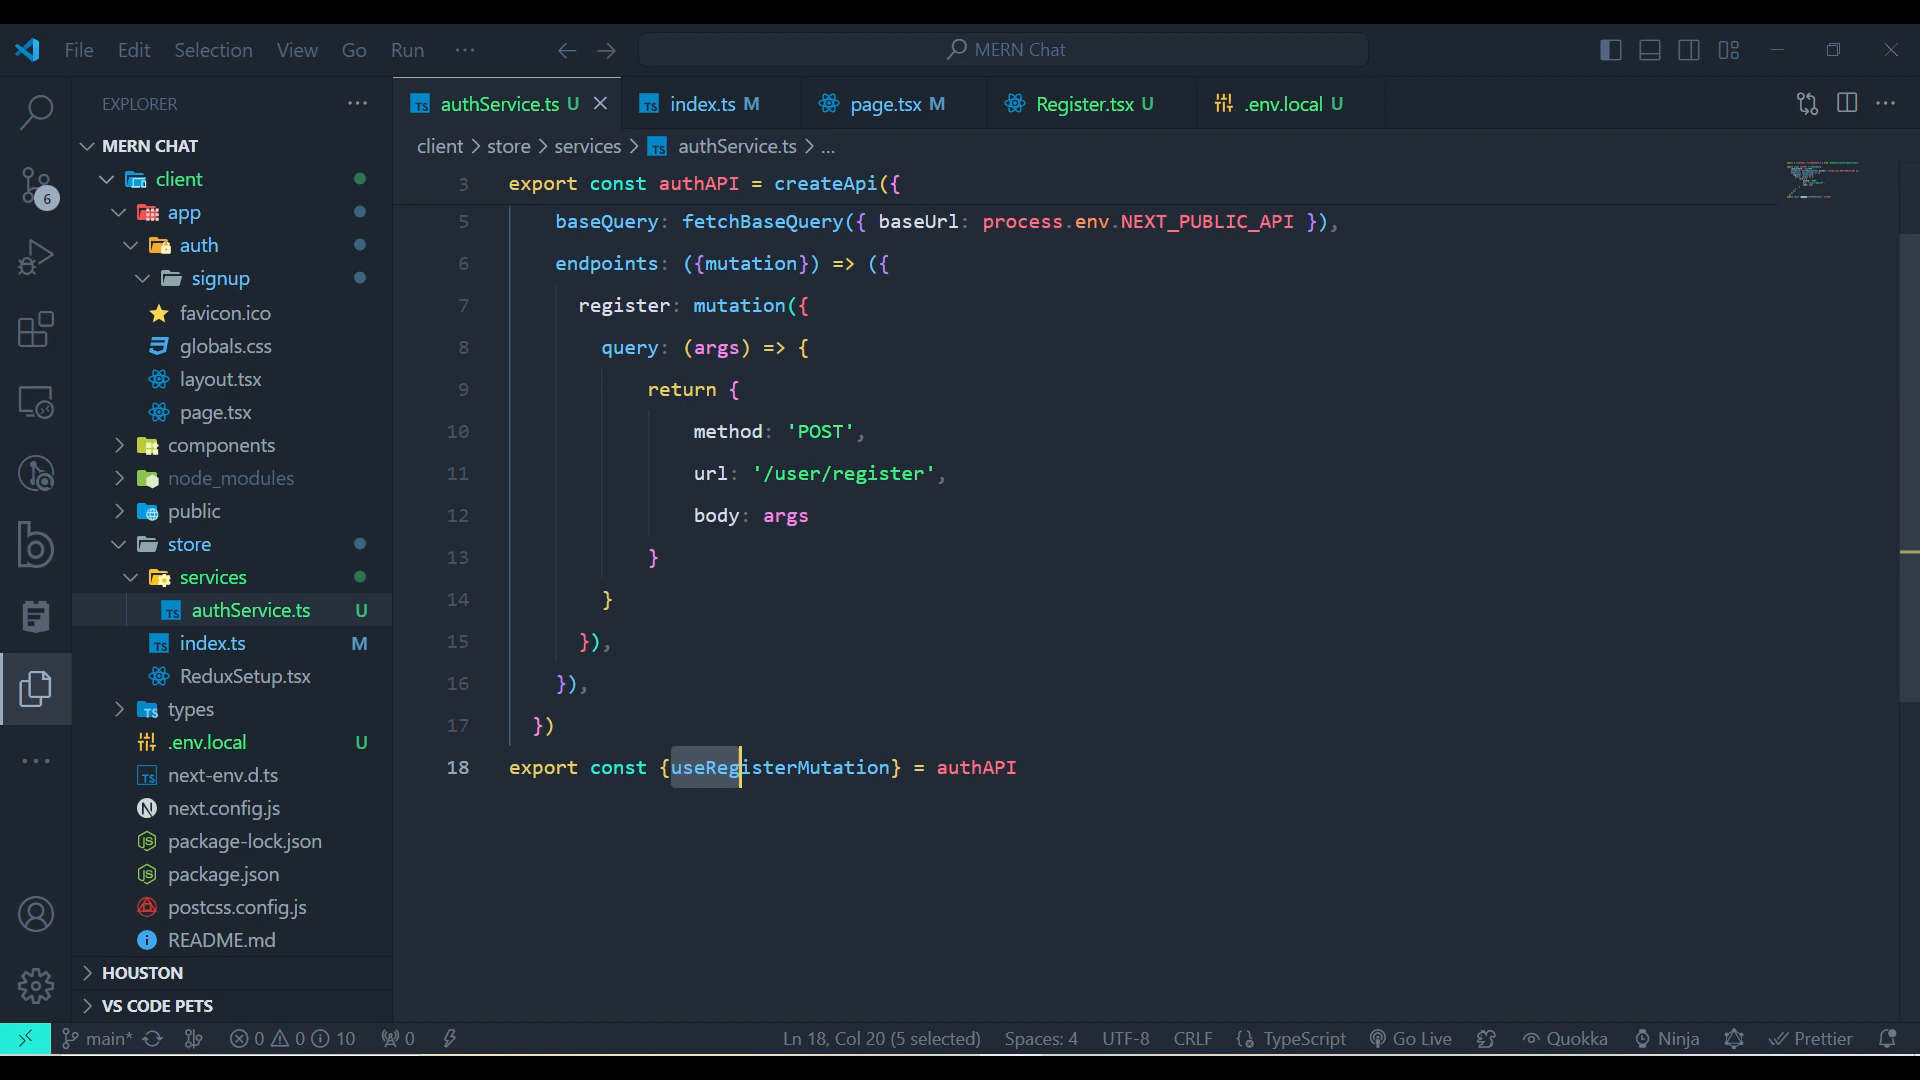 File Edit Selection View Go Run ··· MERN Chat
EXPLORER ···
MERN CHAT
client
app
auth
signup
favicon.ico
globals.css
layout.tsx
page.tsx
components
node_modules
public
store
services
authService.ts U
index.ts M
ReduxSetup.tsx
types
.env.local U
next-env.d.ts
next.config.js
package-lock.json
package.json
postcss.config.js
README.md
HOUSTON
VS CODE PETS
6
authService.ts U index.ts M page.tsx M Register.tsx U .env.local U
client > store > services > TS authService.ts > ...
3 export const authAPI = createApi({
5 baseQuery: fetchBaseQuery({ baseUrl: process.env.NEXT_PUBLIC_API }),
6 endpoints: ({mutation}) => ({
7 register: mutation({
8 query: (args) => {
9 return {
10 method: 'POST',
11 url: '/user/register',
12 body: args
13 }
14 }
15 }),
16 }),
17 })
18 export const {useRegisterMutation} = authAPI
main* 0 0 10 0 Ln 18, Col 20 (5 selected) Spaces: 4 UTF-8 CRLF TypeScript Go Live Quokka Ninja Prettier